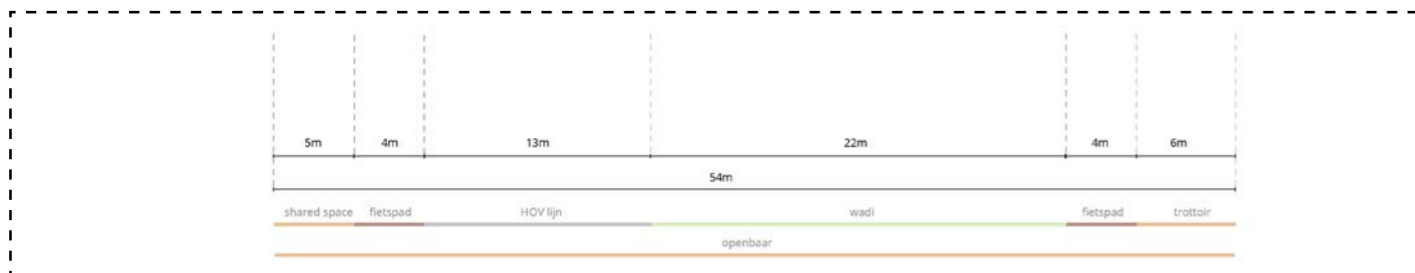 5m 4m 13m 22m 4m 6m
54m
shared space fietspad HOV lijn wadi fietspad trottoir
openbaar